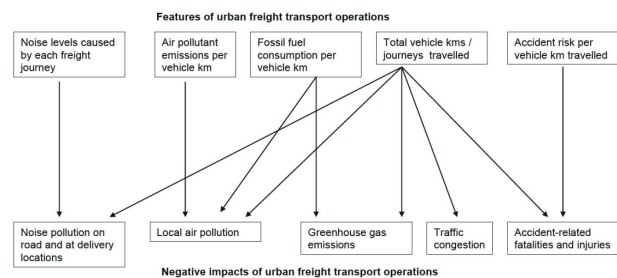 Features of urban freight transport operations
Noise levels caused
by each freight
journey
Air pollutant
emissions per
vehicle km
Fossil fuel
consumption per
vehicle km
Total vehicle kms /
journeys travelled
Accident risk per
vehicle km travelled
Noise pollution on
road and at delivery
locations
Local air pollution
Greenhouse gas
emissions
Traffic
congestion
Accident-related
fatalities and injuries
Negative impacts of urban freight transport operations